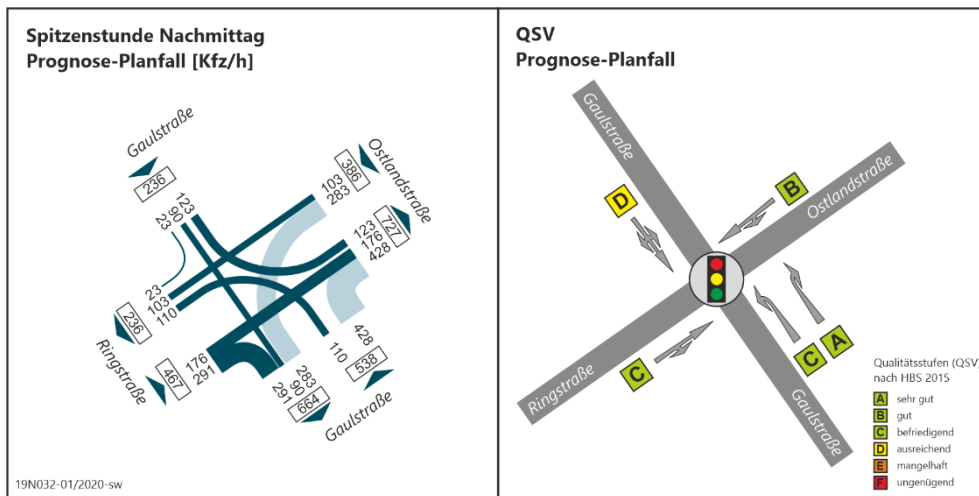 Spitzenstunde Nachmittag
Prognose-Planfall [Kfz/h]
Gaulstraße
236
123
90
23
Ostlandstraße
386
103
283
727
123
176
428
23
103
110
236
Ringstraße
467
176
291
428
538
110
283
90
291
664
Gaulstraße
19N032-01/2020-sw
QSV
Prognose-Planfall
Gaulstraße
Ostlandstraße
D
B
C
C
A
Ringstraße
Gaulstraße
Qualitätsstufen (QSV)
nach HBS 2015
A sehr gut
B gut
C befriedigend
D ausreichend
E mangelhaft
F ungenügend